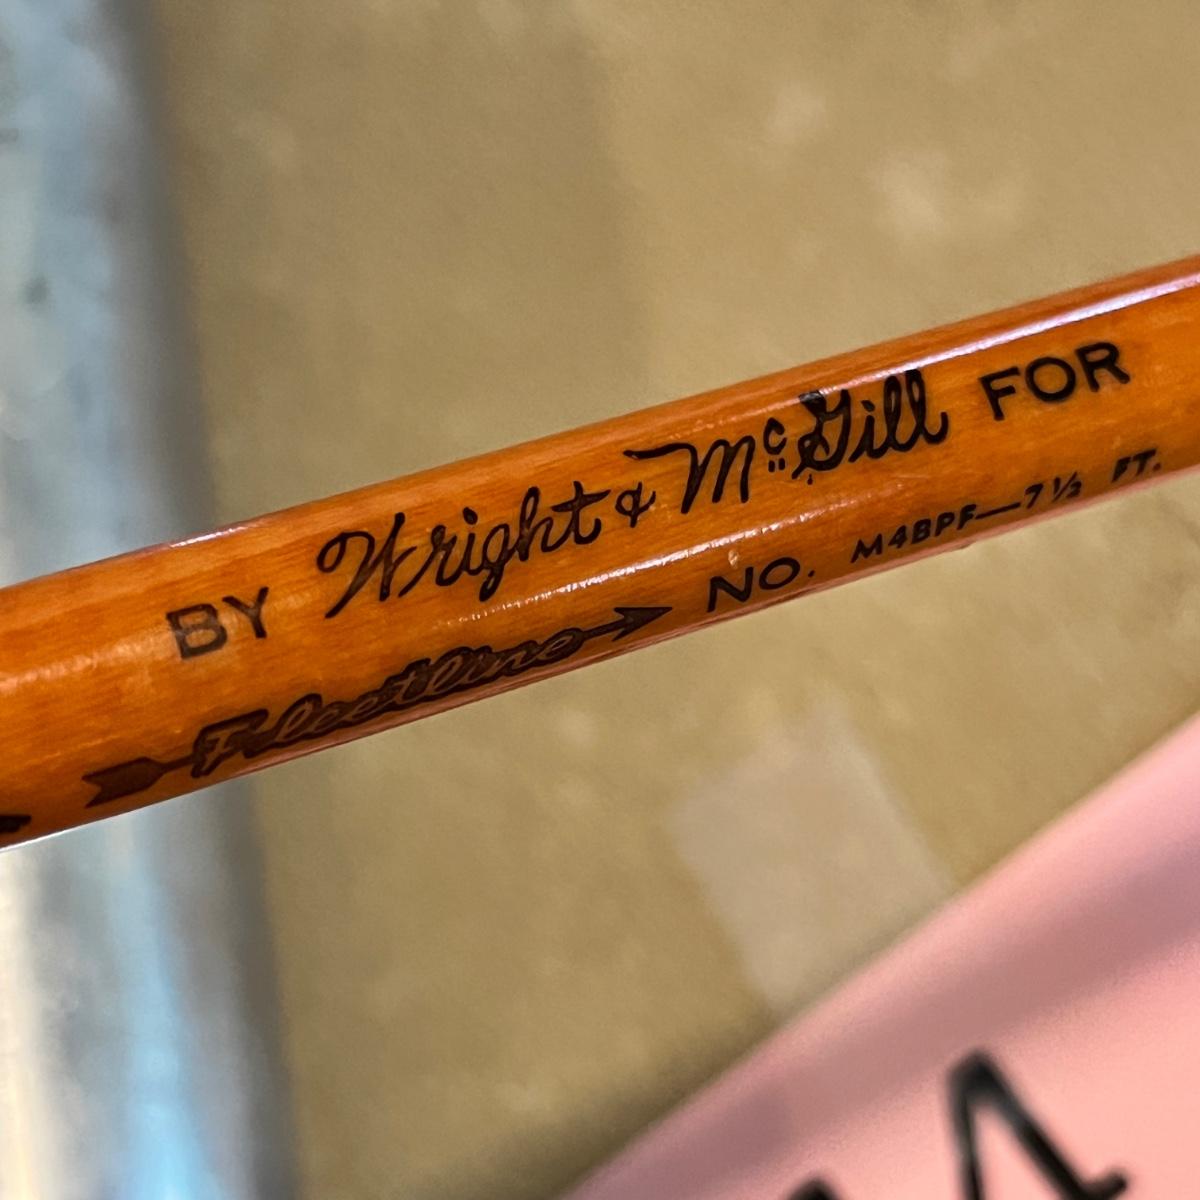 BY Wright & McGill FOR
Fleetline NO. M4BPF—7½ FT.